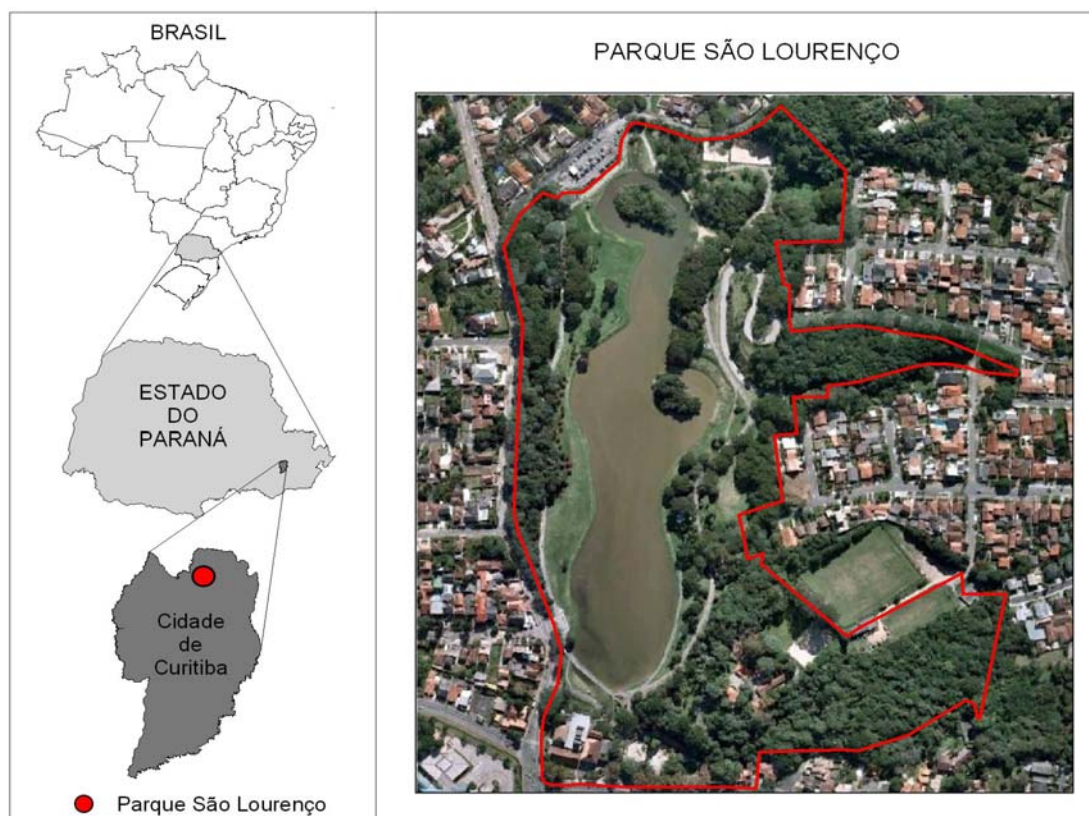 BRASIL
ESTADO
DO
PARANÁ
Cidade
de
Curitiba
Parque São Lourenço
PARQUE SÃO LOURENÇO